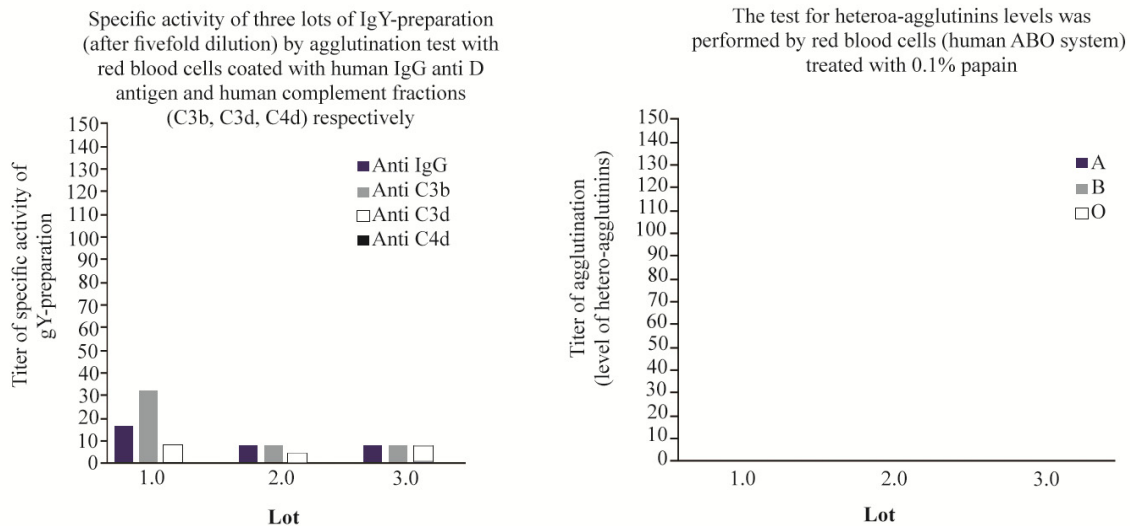 Specific activity of three lots of IgY-preparation
(after fivefold dilution) by agglutination test with
red blood cells coated with human IgG anti D
antigen and human complement fractions
(C3b, C3d, C4d) respectively
150
140
130
120
110
100
90
80
70
60
50
40
30
20
10
0
Titer of specific activity of
gY-preparation
Anti IgG
Anti C3b
Anti C3d
Anti C4d
1.0 2.0 3.0
Lot
The test for heteroa-agglutinins levels was
performed by red blood cells (human ABO system)
treated with 0.1% papain
150
140
130
120
110
100
90
80
70
60
50
40
30
20
10
0
Titer of agglutination
(level of hetero-agglutinins)
A
B
O
1.0 2.0 3.0
Lot